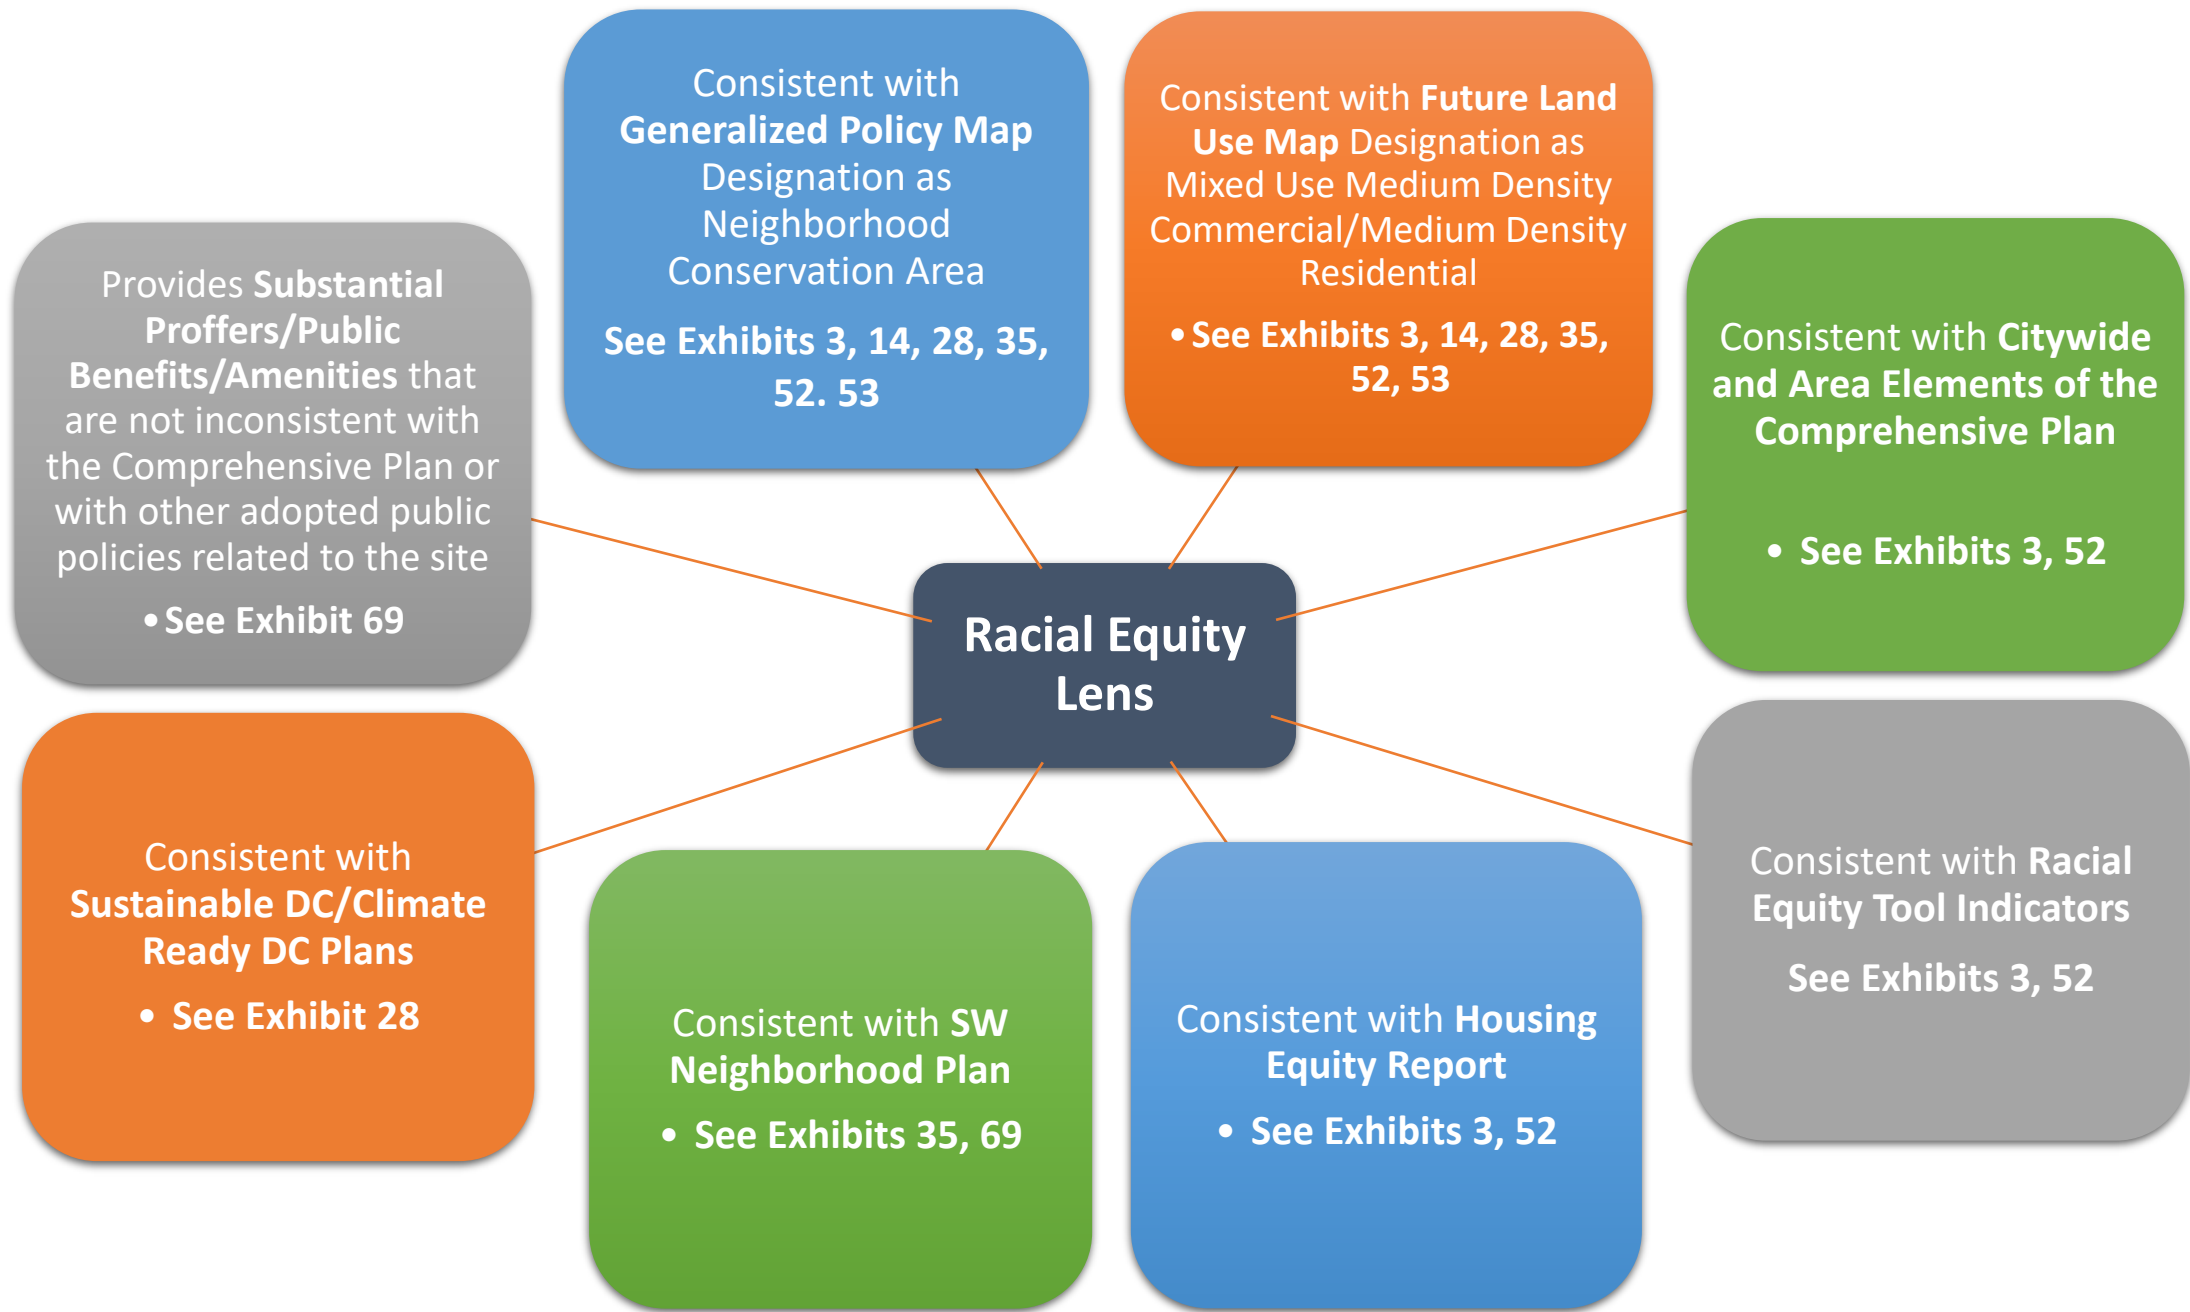 Consistent with
Generalized Policy Map
Designation as
Neighborhood
Conservation Area
See Exhibits 3, 14, 28, 35,
52. 53
Consistent with Future Land
Use Map Designation as
Mixed Use Medium Density
Commercial/Medium Density
Residential
• See Exhibits 3, 14, 28, 35,
52, 53
Consistent with Citywide
and Area Elements of the
Comprehensive Plan
• See Exhibits 3, 52
Provides Substantial
Proffers/Public
Benefits/Amenities that
are not inconsistent with
the Comprehensive Plan or
with other adopted public
policies related to the site
• See Exhibit 69
Racial Equity
Lens
Consistent with
Sustainable DC/Climate
Ready DC Plans
• See Exhibit 28
Consistent with SW
Neighborhood Plan
• See Exhibits 35, 69
Consistent with Housing
Equity Report
• See Exhibits 3, 52
Consistent with Racial
Equity Tool Indicators
See Exhibits 3, 52